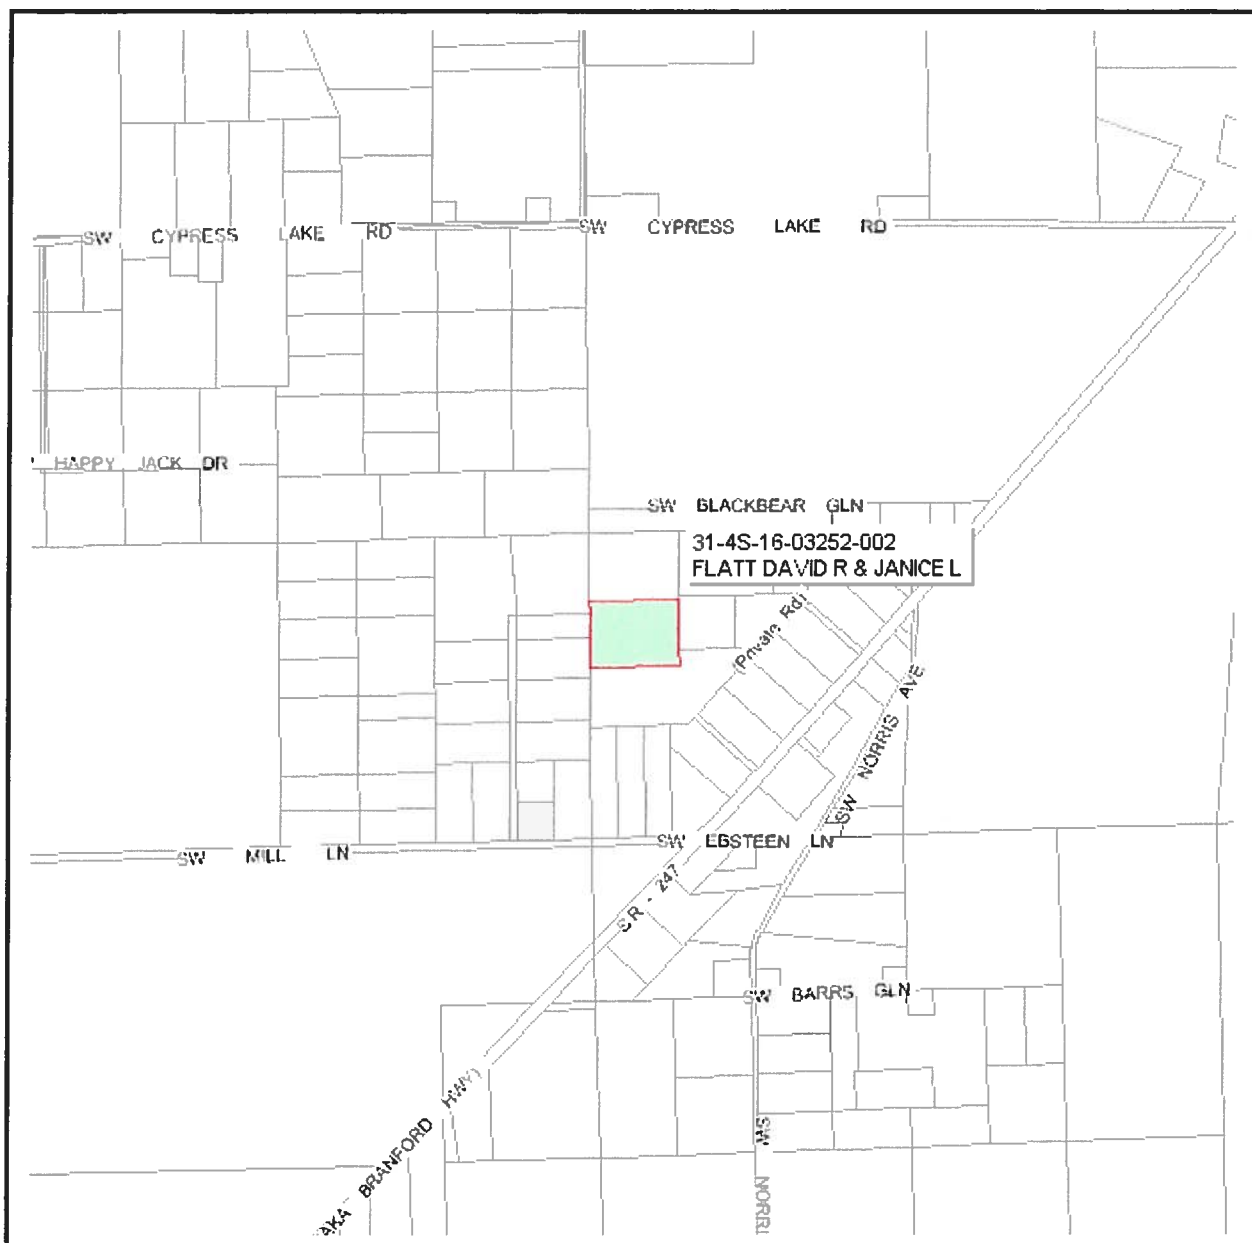 SW CYPRESS LAKE RD
SW CYPRESS LAKE RD
HAPPY JACK DR
SW BLACKBEAR GLN
31-4S-16-03252-002
FLATT DAVID R & JANICE L
(Private Rd)
SW NORRIS AVE
SW MILL LN
SW EBSTEEN LN
SR - 247
SW BARRS GLN
AKA BRANFORD HWY)
SW NORRI